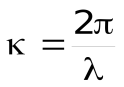 κ = 2π/λ